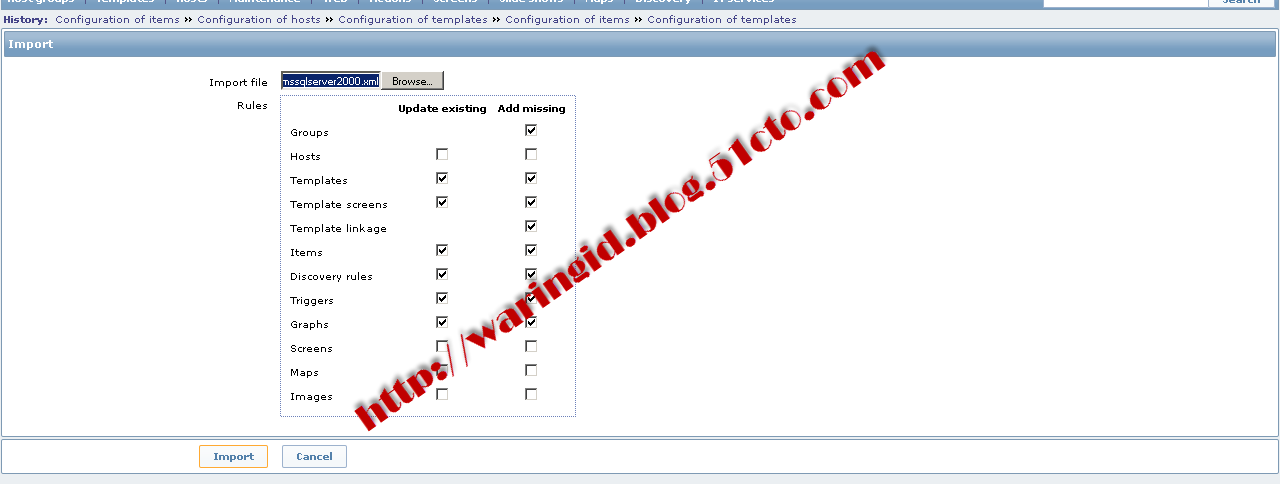 Host groups | Templates | Hosts | Maintenance | Web | Actions | Screens | Slide shows | Maps | Discovery | IT services
Search
History: Configuration of items » Configuration of hosts » Configuration of templates » Configuration of items » Configuration of templates
Import
Import file mssqlserver2000.xml Browse...
Rules
Update existing Add missing
Groups
Hosts
Templates
Template screens
Template linkage
Items
Discovery rules
Triggers
Graphs
Screens
Maps
Images
http://waringid.blog.51cto.com
Import Cancel